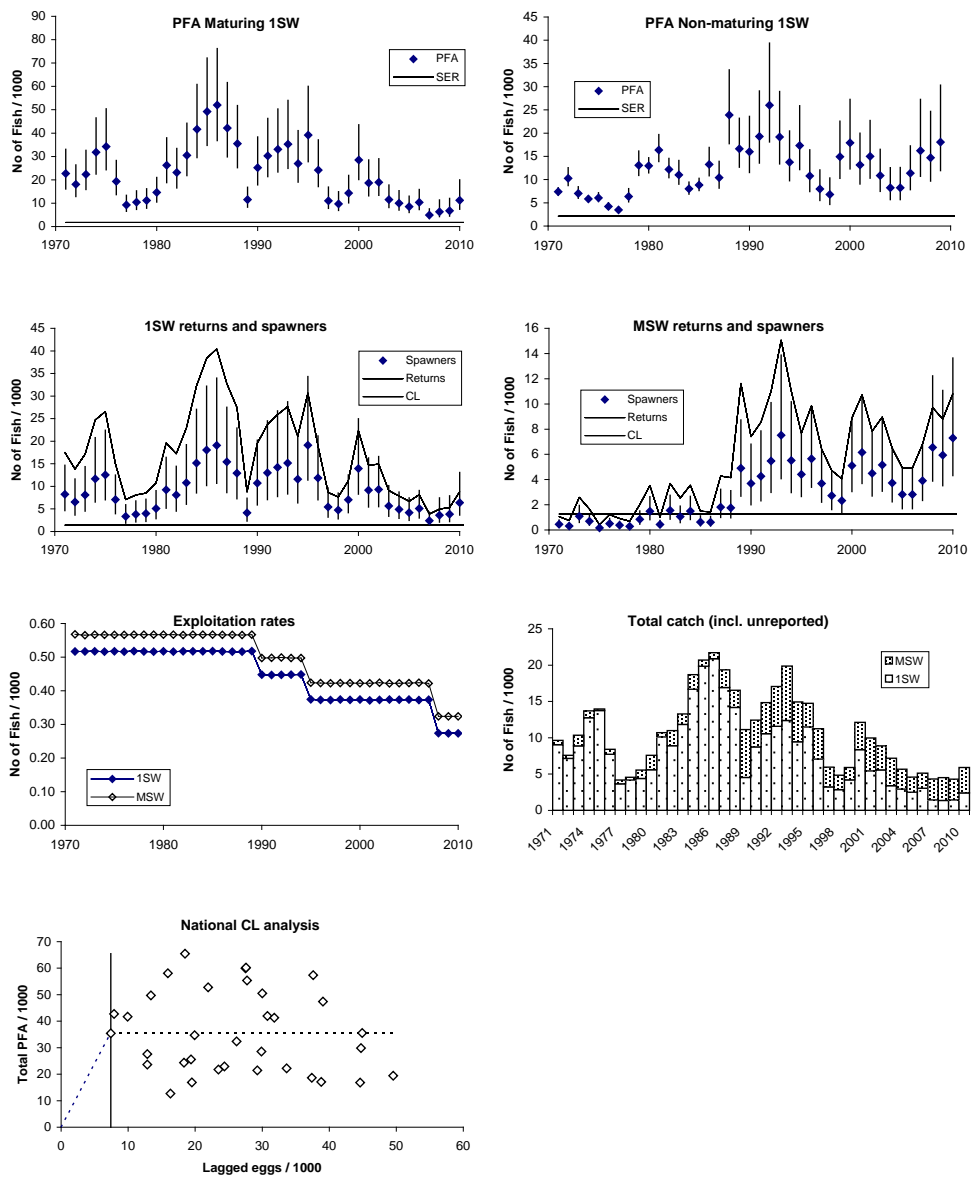 PFA Maturing 1SW
No of Fish / 1000
90
80
70
60
50
40
30
20
10
0
PFA
SER
1970 1980 1990 2000 2010
PFA Non-maturing 1SW
No of Fish / 1000
45
40
35
30
25
20
15
10
5
0
PFA
SER
1970 1980 1990 2000 2010
1SW returns and spawners
No of Fish / 1000
45
40
35
30
25
20
15
10
5
0
Spawners
Returns
CL
1970 1980 1990 2000 2010
MSW returns and spawners
No of Fish / 1000
16
14
12
10
8
6
4
2
0
Spawners
Returns
CL
1970 1980 1990 2000 2010
Exploitation rates
No of Fish / 1000
0.60
0.50
0.40
0.30
0.20
0.10
0.00
1SW
MSW
1970 1980 1990 2000 2010
Total catch (incl. unreported)
No of Fish / 1000
25
20
15
10
5
0
MSW
1SW
1971 1974 1977 1980 1983 1986 1989 1992 1995 1998 2001 2004 2007 2010
National CL analysis
Total PFA / 1000
70
60
50
40
30
20
10
0
0 10 20 30 40 50 60
Lagged eggs / 1000